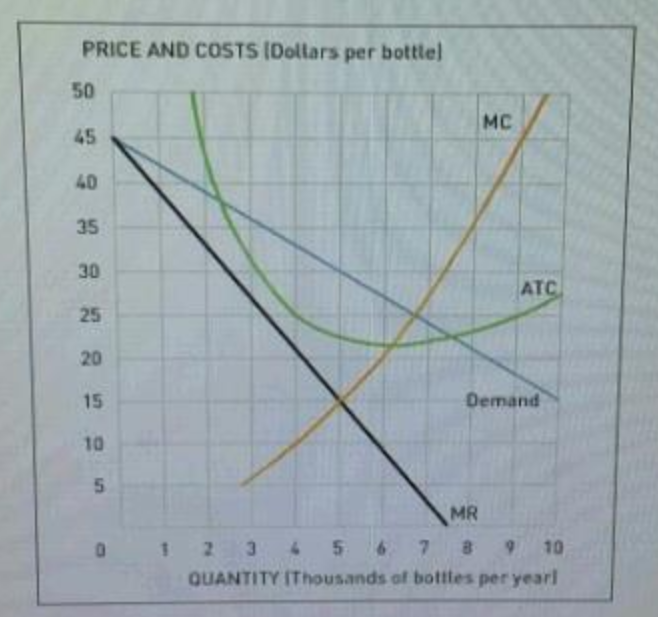 PRICE AND COSTS (Dollars per bottle)
50
MC
45
40
35
30
ATC
25
20
15
Demand
10
5
MR
0 1 2 3 4 5 6 7 8 9 10
QUANTITY (Thousands of bottles per year)